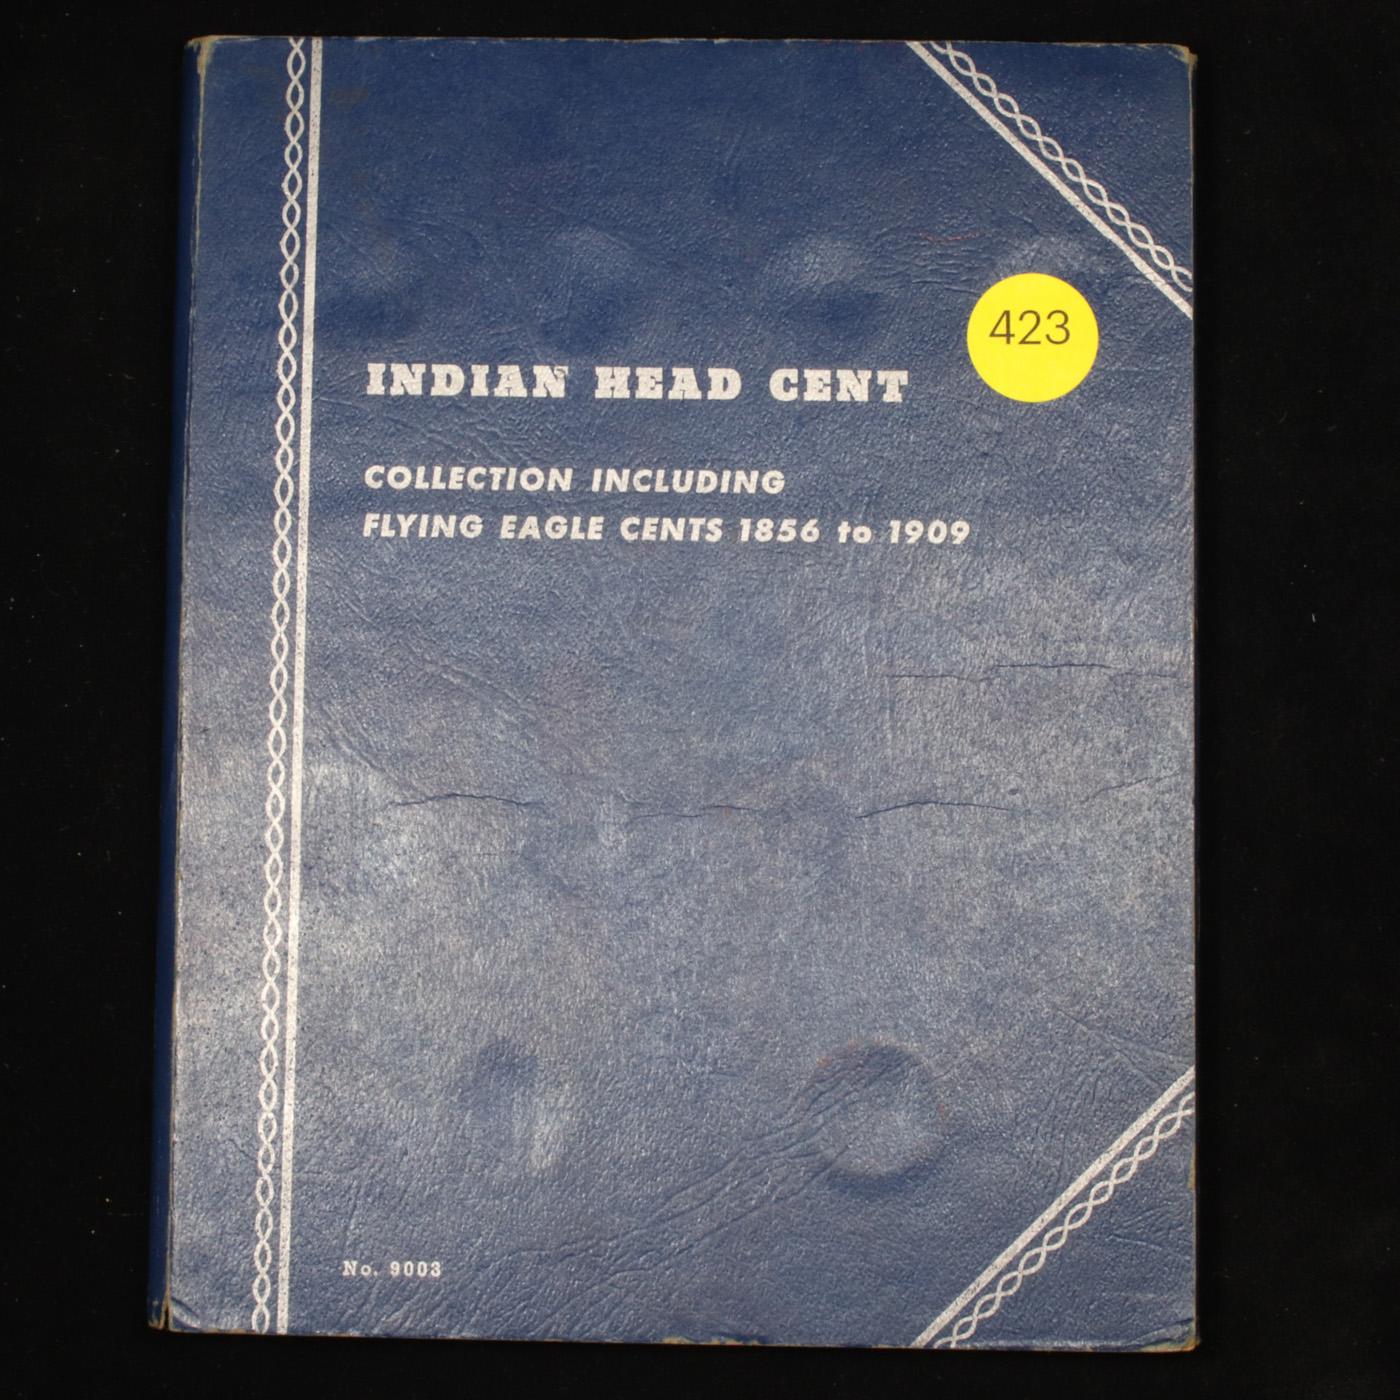 423
INDIAN HEAD CENT
COLLECTION INCLUDING
FLYING EAGLE CENTS 1856 to 1909
No. 9003